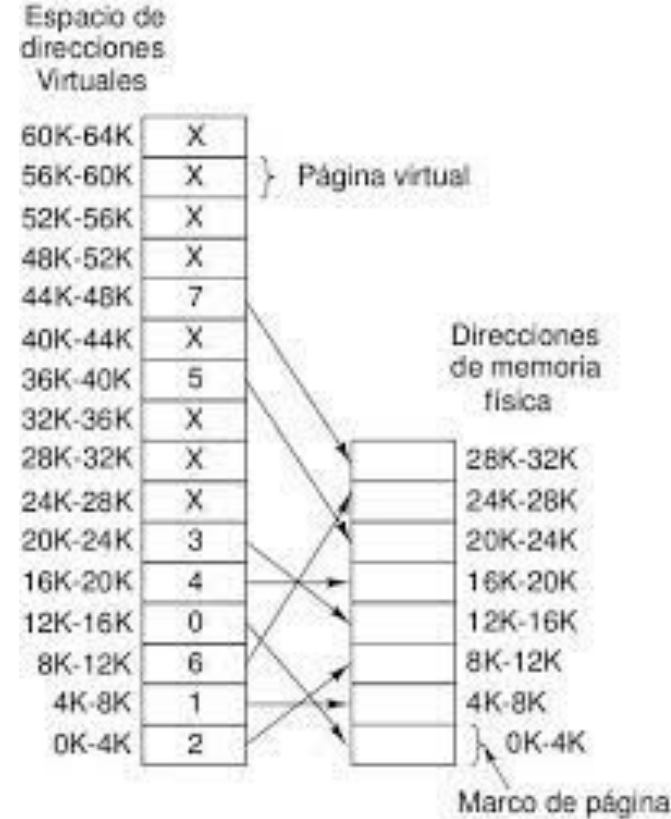 Espacio de
direcciones
Virtuales
60K-64K X
56K-60K X } Página virtual
52K-56K X
48K-52K X
44K-48K 7
40K-44K X
36K-40K 5
32K-36K X
28K-32K X
24K-28K X
20K-24K 3
16K-20K 4
12K-16K 0
8K-12K 6
4K-8K 1
0K-4K 2
Direcciones
de memoria
física
28K-32K
24K-28K
20K-24K
16K-20K
12K-16K
8K-12K
4K-8K
0K-4K
Marco de página